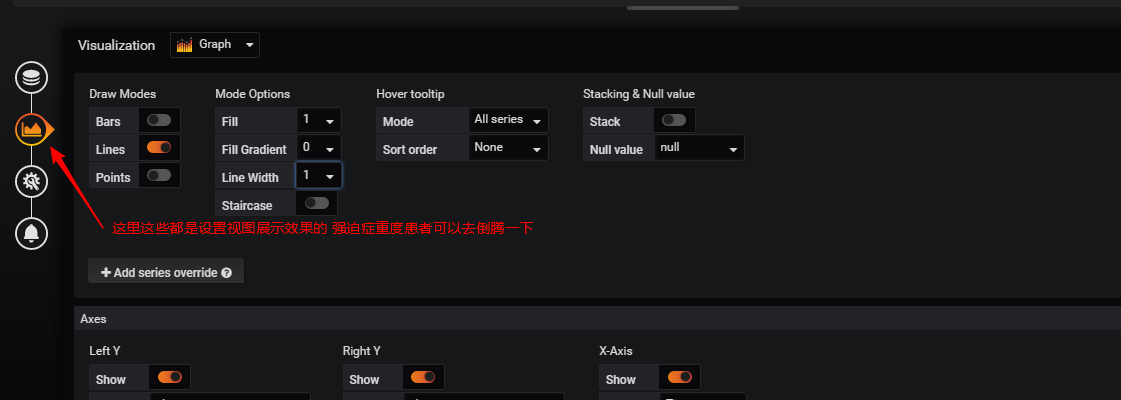 Visualization Graph
Draw Modes Mode Options Hover tooltip Stacking & Null value
Bars Fill 1 Mode All series Stack
Lines Fill Gradient 0 Sort order None Null value null
Points Line Width 1
Staircase
这里这些都是设置视图展示效果的 强迫症重度患者可以去倒腾一下
+ Add series override ?
Axes
Left Y Right Y X-Axis
Show Show Show